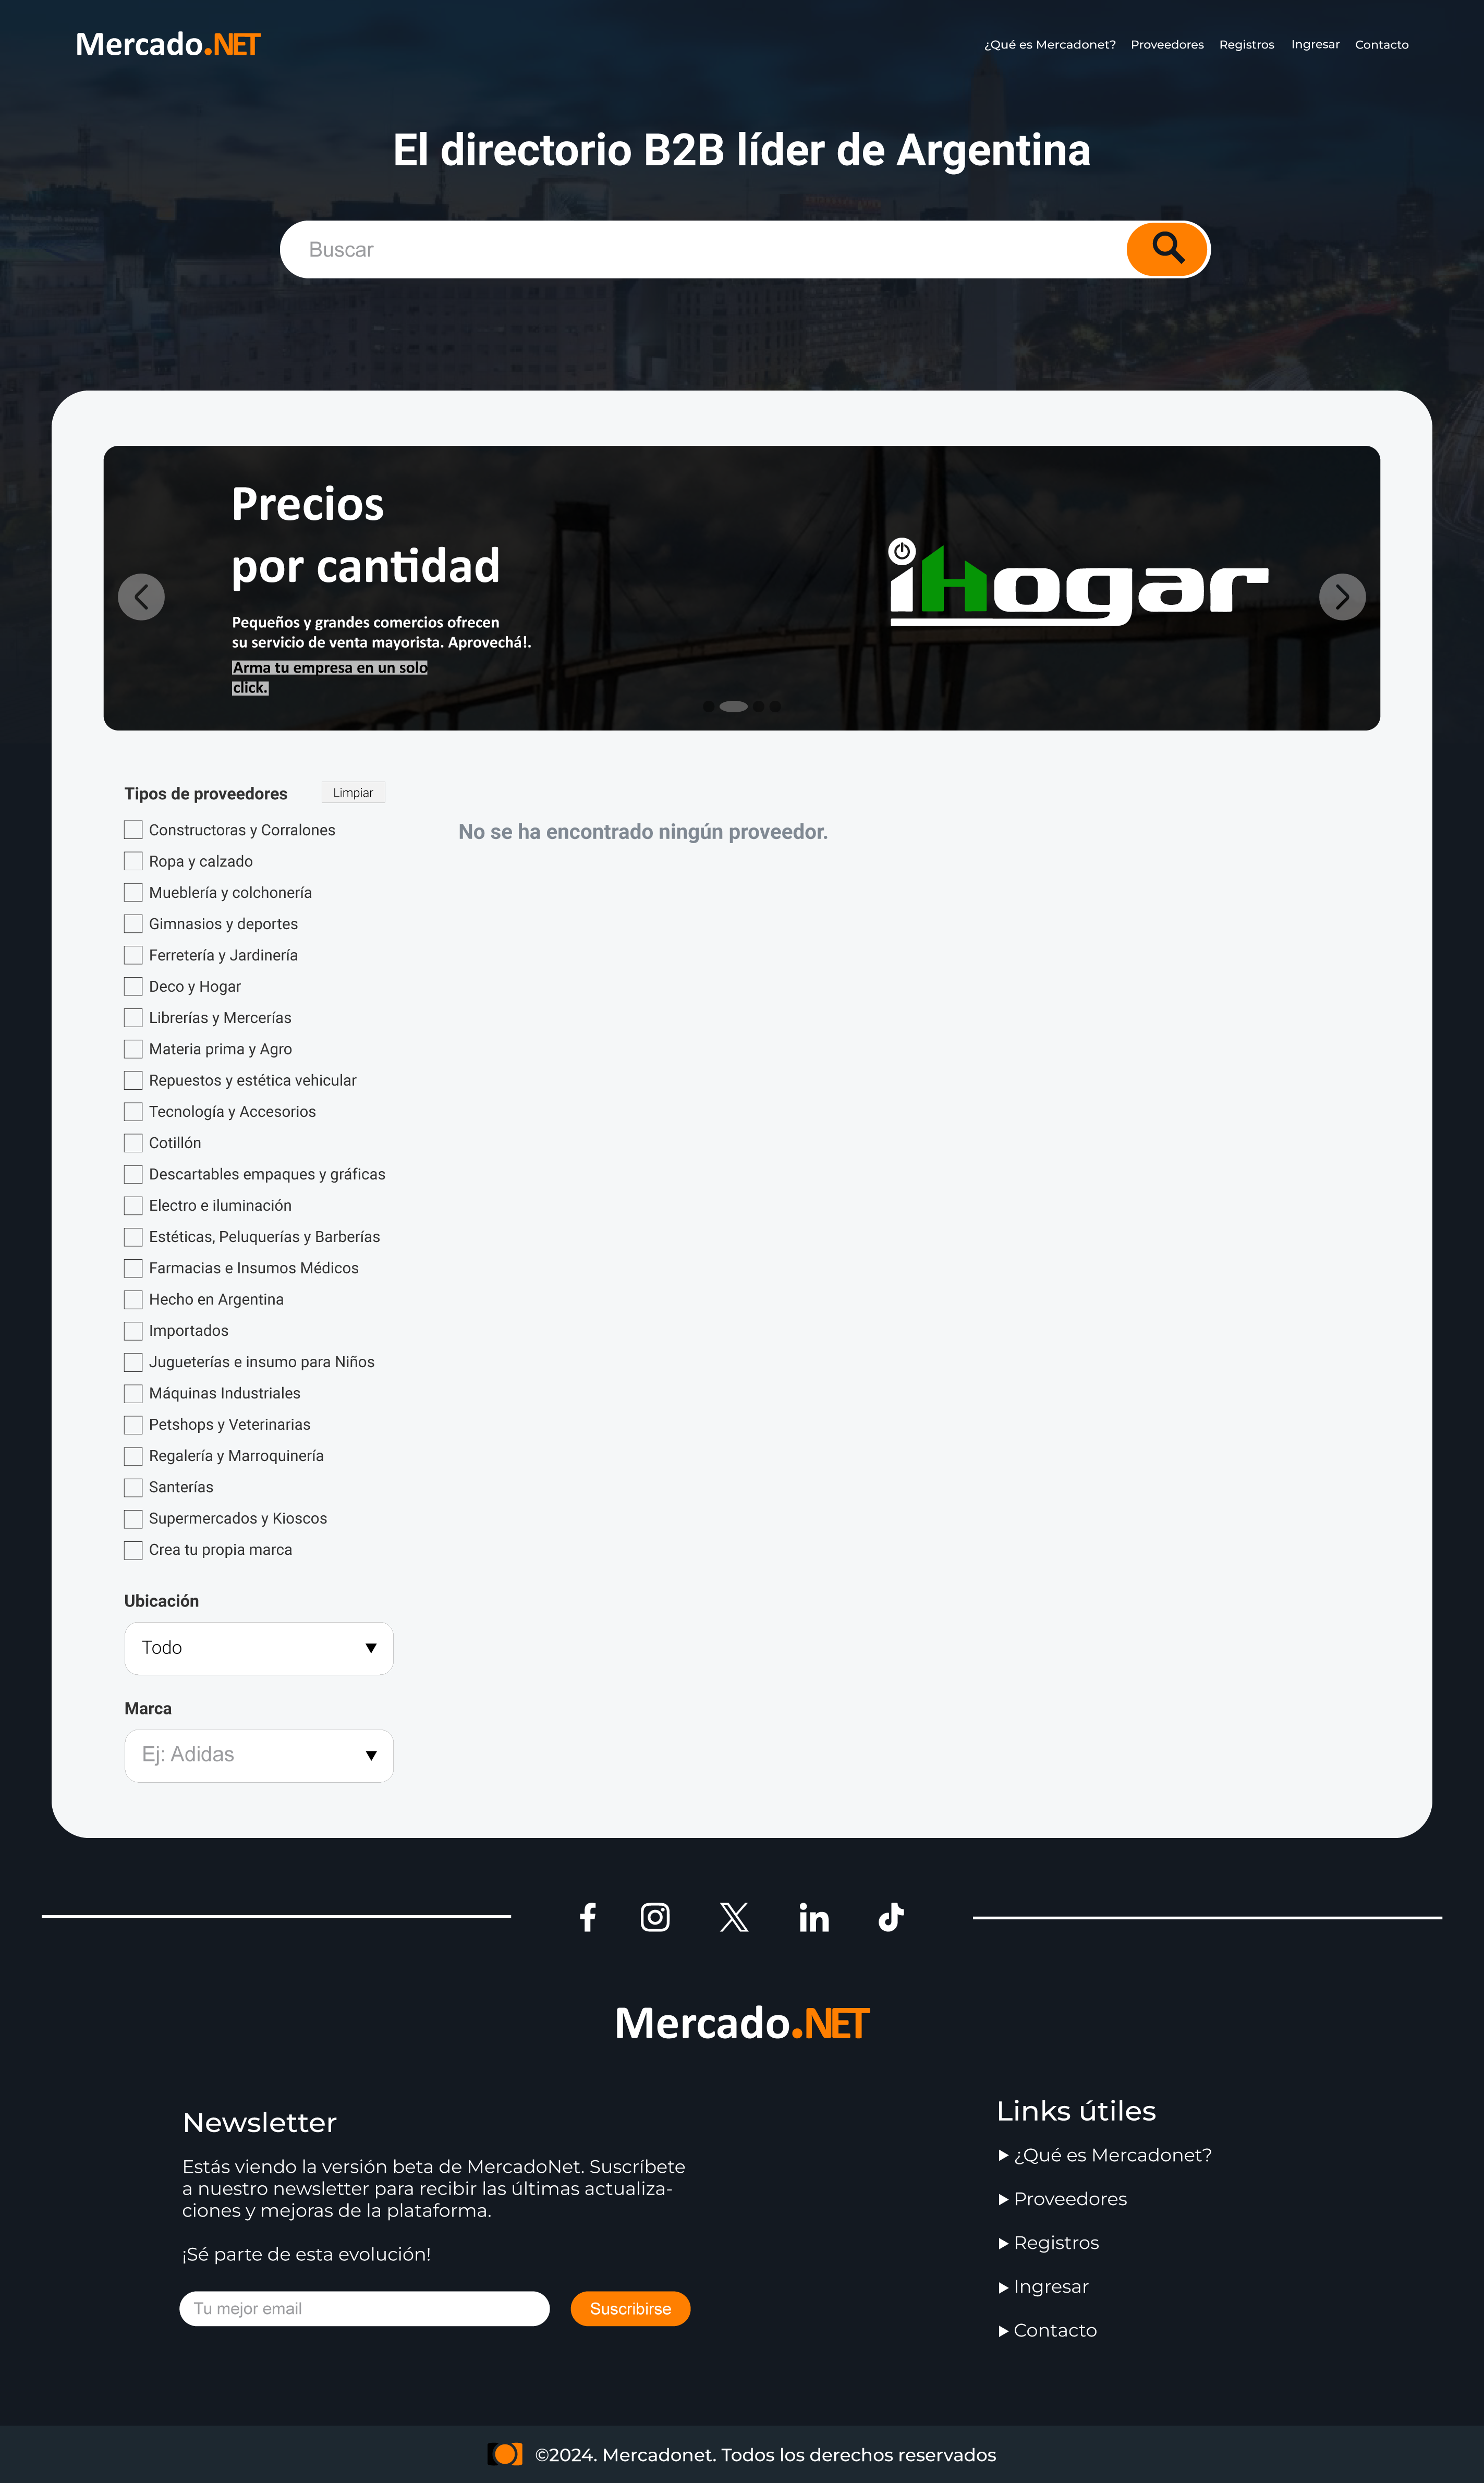 Mercado.NET
¿Qué es Mercadonet? Proveedores Registros Ingresar Contacto
El directorio B2B líder de Argentina
Buscar
Precios
por cantidad
Pequeños y grandes comercios ofrecen
su servicio de venta mayorista. Aprovechá!.
Arma tu empresa en un solo
click.
iHogar
Tipos de proveedores
Limpiar
Constructoras y Corralones
Ropa y calzado
Mueblería y colchonería
Gimnasios y deportes
Ferretería y Jardinería
Deco y Hogar
Librerías y Mercerías
Materia prima y Agro
Repuestos y estética vehicular
Tecnología y Accesorios
Cotillón
Descartables empaques y gráficas
Electro e iluminación
Estéticas, Peluquerías y Barberías
Farmacias e Insumos Médicos
Hecho en Argentina
Importados
Jugueterías e insumo para Niños
Máquinas Industriales
Petshops y Veterinarias
Regalería y Marroquinería
Santerías
Supermercados y Kioscos
Crea tu propia marca
No se ha encontrado ningún proveedor.
Ubicación
Todo
Marca
Ej: Adidas
Mercado.NET
Newsletter
Estás viendo la versión beta de MercadoNet. Suscríbete
a nuestro newsletter para recibir las últimas actualiza-
ciones y mejoras de la plataforma.
¡Sé parte de esta evolución!
Tu mejor email
Suscribirse
Links útiles
¿Qué es Mercadonet?
Proveedores
Registros
Ingresar
Contacto
©2024. Mercadonet. Todos los derechos reservados